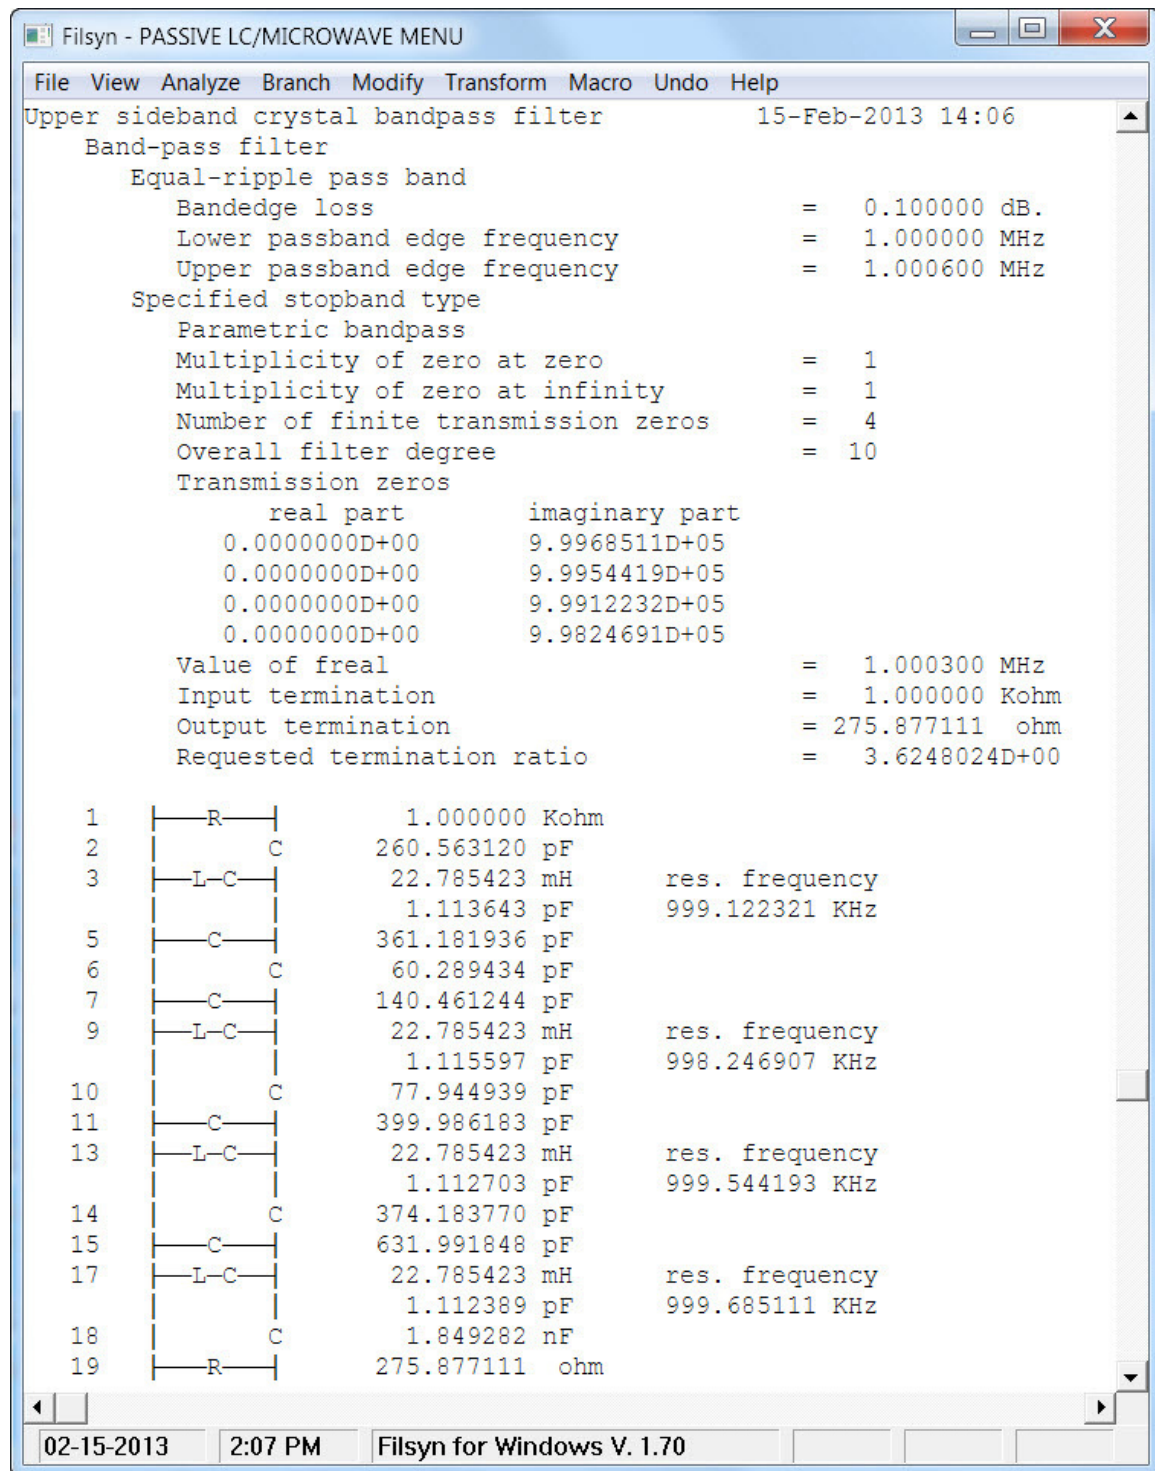 Filsyn - PASSIVE LC/MICROWAVE MENU
File View Analyze Branch Modify Transform Macro Undo Help
Upper sideband crystal bandpass filter 15-Feb-2013 14:06
Band-pass filter
Equal-ripple pass band
Bandedge loss = 0.100000 dB.
Lower passband edge frequency = 1.000000 MHz
Upper passband edge frequency = 1.000600 MHz
Specified stopband type
Parametric bandpass
Multiplicity of zero at zero = 1
Multiplicity of zero at infinity = 1
Number of finite transmission zeros = 4
Overall filter degree = 10
Transmission zeros
real part imaginary part
0.0000000D+00 9.9968511D+05
0.0000000D+00 9.9954419D+05
0.0000000D+00 9.9912232D+05
0.0000000D+00 9.9824691D+05
Value of freal = 1.000300 MHz
Input termination = 1.000000 Kohm
Output termination = 275.877111 ohm
Requested termination ratio = 3.6248024D+00
1 R 1.000000 Kohm
2 C 260.563120 pF
3 L-C 22.785423 mH res. frequency
1.113643 pF 999.122321 KHz
5 C 361.181936 pF
6 C 60.289434 pF
7 C 140.461244 pF
9 L-C 22.785423 mH res. frequency
1.115597 pF 998.246907 KHz
10 C 77.944939 pF
11 C 399.986183 pF
13 L-C 22.785423 mH res. frequency
1.112703 pF 999.544193 KHz
14 C 374.183770 pF
15 C 631.991848 pF
17 L-C 22.785423 mH res. frequency
1.112389 pF 999.685111 KHz
18 C 1.849282 nF
19 R 275.877111 ohm
02-15-2013 2:07 PM Filsyn for Windows V. 1.70